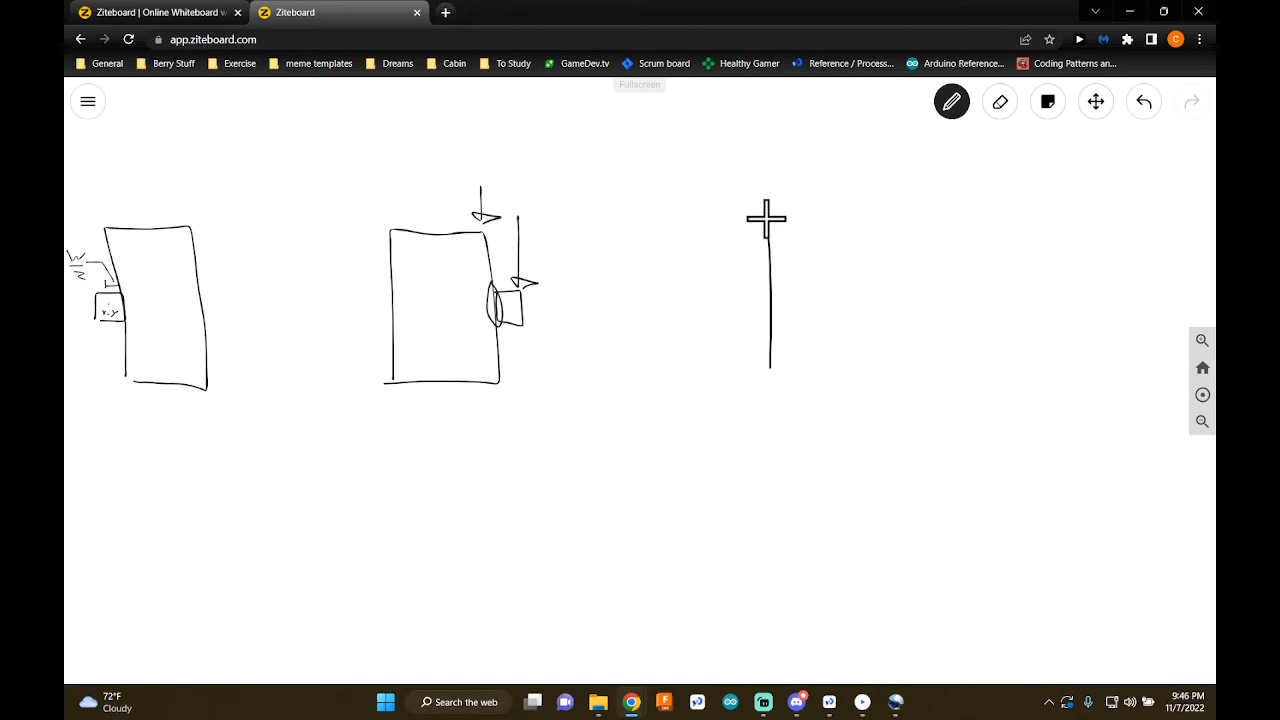 Ziteboard | Online Whiteboard w
Ziteboard
app.ziteboard.com
General
Berry Stuff
Exercise
meme templates
Dreams
Cabin
To Study
GameDev.tv
Scrum board
Healthy Gamer
Reference / Process...
Arduino Reference...
Coding Patterns an...
Fullscreen
W
2
x,y
72°F
Cloudy
Search the web
9:46 PM
11/7/2022